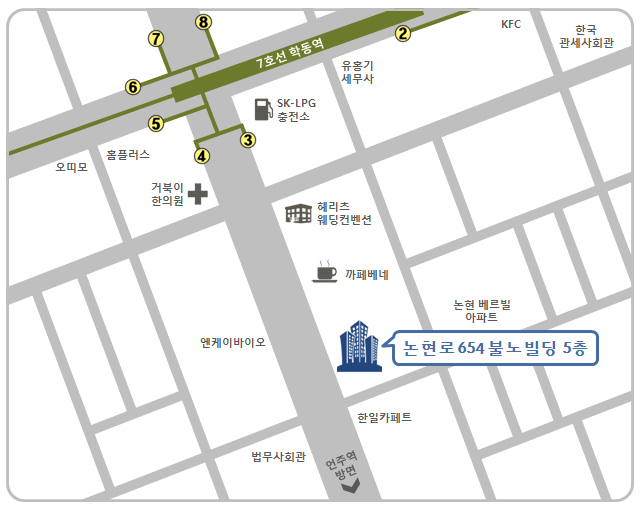 8
KFC
7
2
한국
관세사회관
7호선 학동역
유홍기
세무사
6
SK-LPG
충전소
5
3
4
홈플러스
오띠모
거북이
한의원
헤리츠
웨딩컨벤션
까페베네
논현 베르빌
아파트
엔케이바이오
논현로 654 불노빌딩 5층
한일카페트
법무사회관
언주역
방면